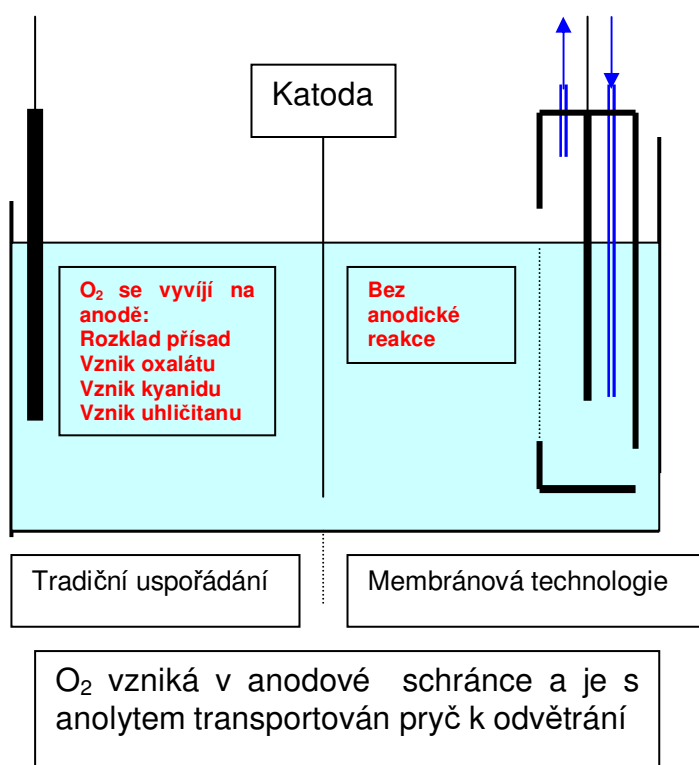 Katoda
O₂ se vyvíjí na
anodě:
Rozklad přísad
Vznik oxalátu
Vznik kyanidu
Vznik uhličitanu
Bez
anodické
reakce
Tradiční uspořádání
Membránová technologie
O₂ vzniká v anodové schránce a je s
anolytem transportován pryč k odvětrání